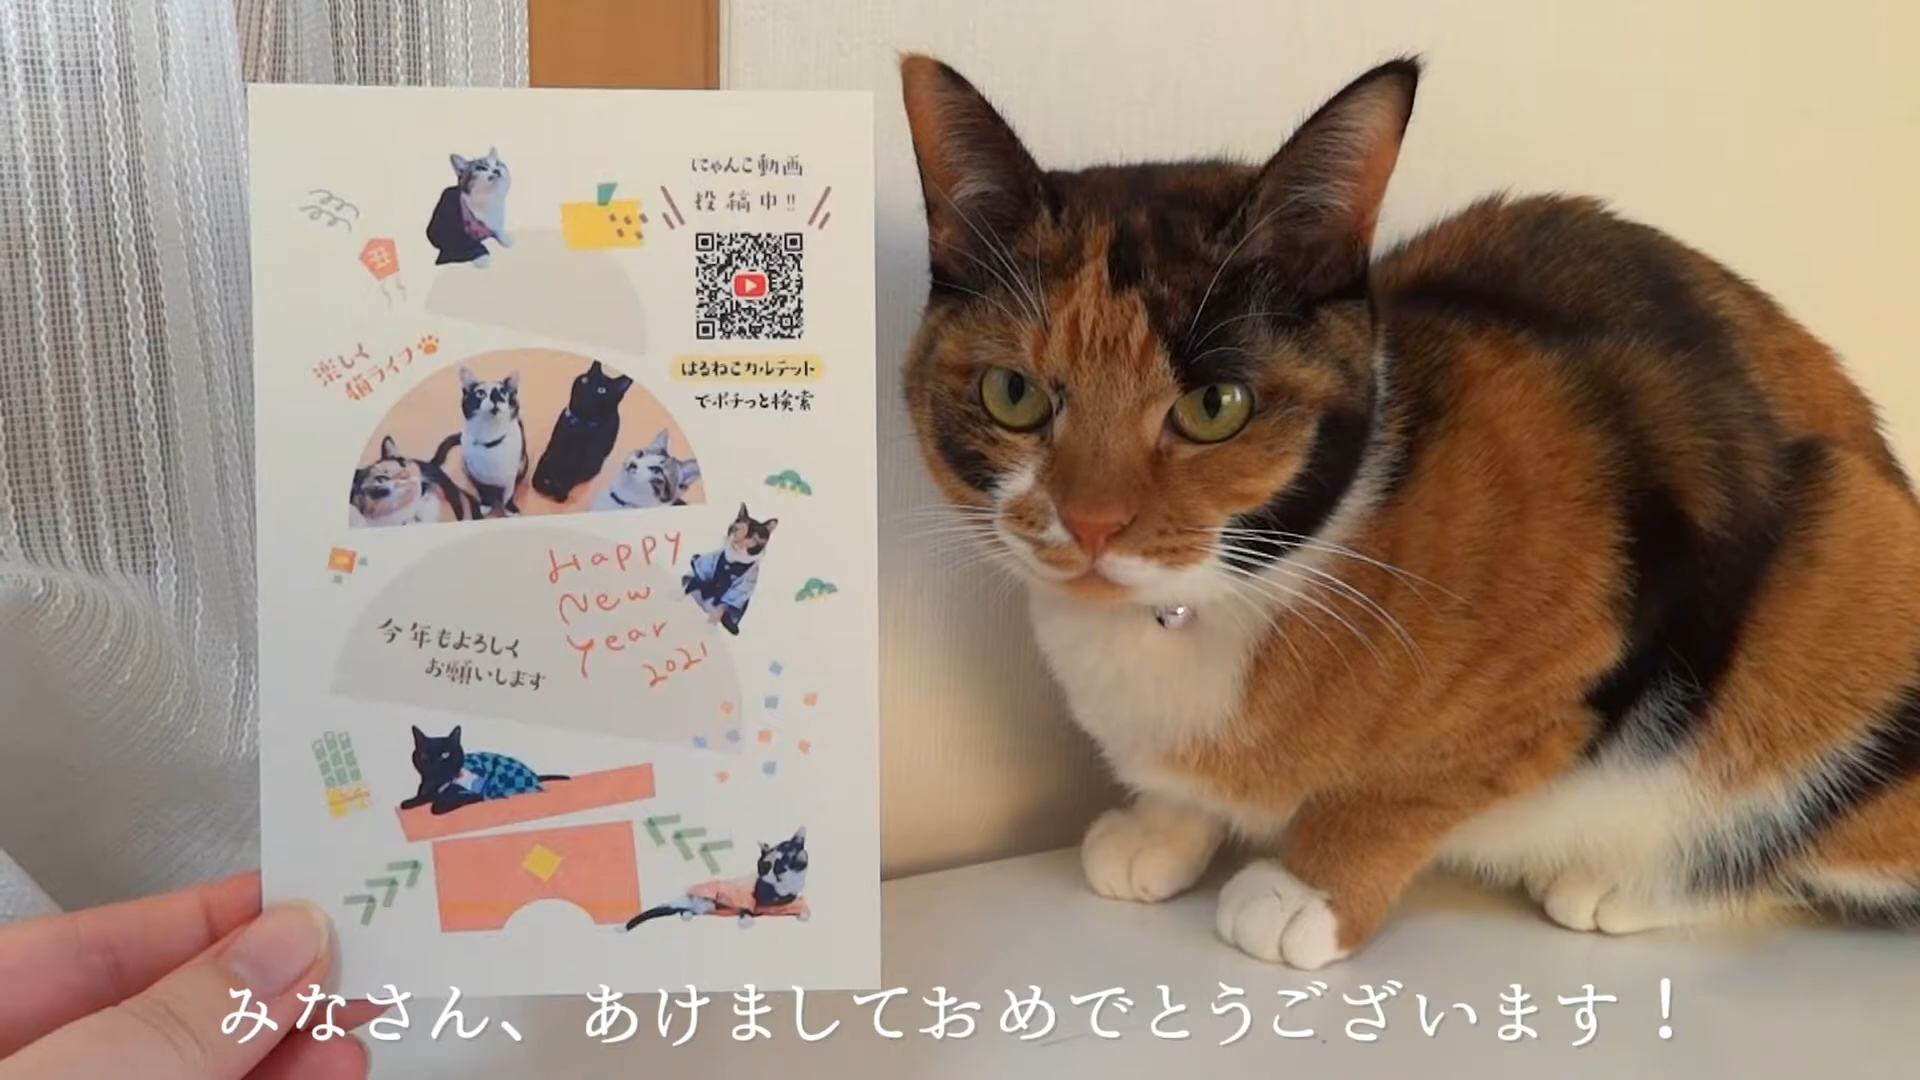 にゃんこ動画
投稿中!!
丑
楽しく
猫ライフ
はるねこカルテット
でポチっと検索
Happy
New
Year
2021
今年もよろしく
お願いします
みなさん、あけましておめでとうございます！